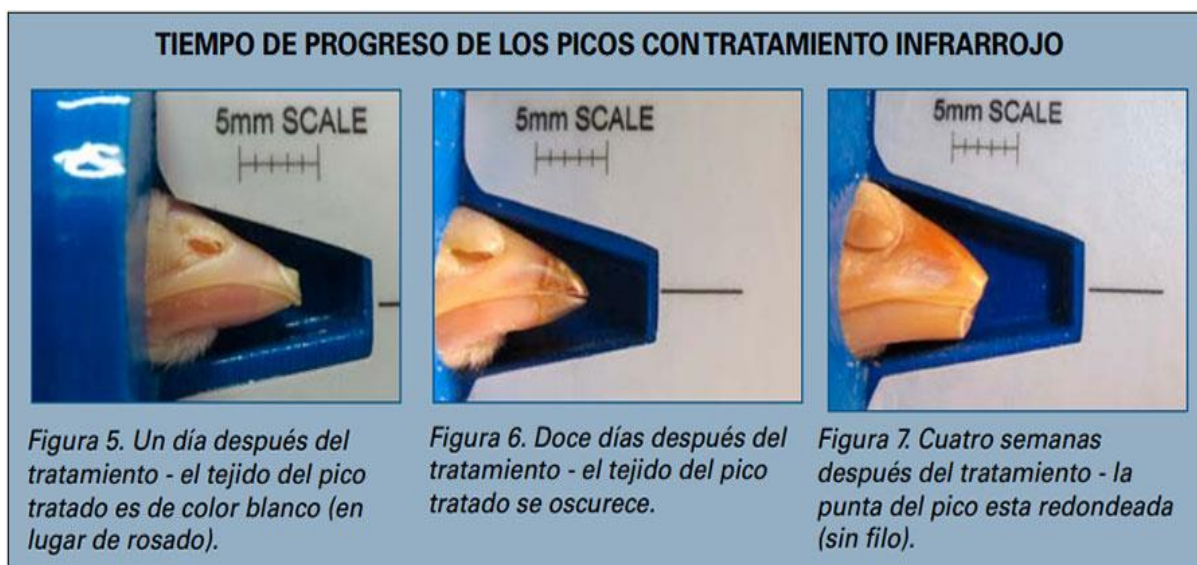 TIEMPO DE PROGRESO DE LOS PICOS CON TRATAMIENTO INFRARROJO
5mm SCALE
5mm SCALE
5mm SCALE
Figura 5. Un día después del
tratamiento - el tejido del pico
tratado es de color blanco (en
lugar de rosado).
Figura 6. Doce días después del
tratamiento - el tejido del pico
tratado se oscurece.
Figura 7. Cuatro semanas
después del tratamiento - la
punta del pico esta redondeada
(sin filo).